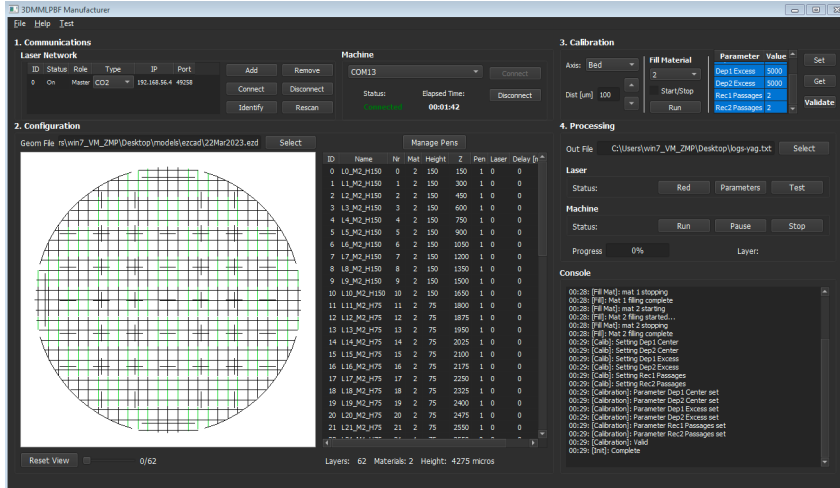 3DMMLPBF Manufacturer
File Help Test
1. Communications
Laser Network
ID Status Role Type IP Port
0 On Master CO2 192.168.56.4 49258
Add Remove
Connect Disconnect
Identify Rescan
Machine
COM13 Connect
Status: Elapsed Time:
Connected 00:01:42 Disconnect
2. Configuration
Geom File rs\win7_VM_ZMP\Desktop\models\ezcad\22Mar2023.ezd Select
Manage Pens
ID Name Nr Mat Height Z Pen Laser Delay [m
0 L0_M2_H150 0 2 150 150 1 0 0
1 L1_M2_H150 1 2 150 300 1 0 0
2 L2_M2_H150 2 2 150 450 1 0 0
3 L3_M2_H150 3 2 150 600 1 0 0
4 L4_M2_H150 4 2 150 750 1 0 0
5 L5_M2_H150 5 2 150 900 1 0 0
6 L6_M2_H150 6 2 150 1050 1 0 0
7 L7_M2_H150 7 2 150 1200 1 0 0
8 L8_M2_H150 8 2 150 1350 1 0 0
9 L9_M2_H150 9 2 150 1500 1 0 0
10 L10_M2_H150 10 2 150 1650 1 0 0
11 L11_M2_H75 11 2 75 1800 1 0 0
12 L12_M2_H75 12 2 75 1875 1 0 0
13 L13_M2_H75 13 2 75 1950 1 0 0
14 L14_M2_H75 14 2 75 2025 1 0 0
15 L15_M2_H75 15 2 75 2100 1 0 0
16 L16_M2_H75 16 2 75 2175 1 0 0
17 L17_M2_H75 17 2 75 2250 1 0 0
18 L18_M2_H75 18 2 75 2325 1 0 0
19 L19_M2_H75 19 2 75 2400 1 0 0
20 L20_M2_H75 20 2 75 2475 1 0 0
21 L21_M2_H75 21 2 75 2550 1 0 0
Reset View 0/62
Layers: 62 Materials: 2 Height: 4275 micros
3. Calibration
Axis: Bed
Dist [um] 100
Fill Material
2
Start/Stop
Run
Parameter Value
Dep1 Excess 5000
Dep2 Excess 5000
Rec1 Passages 2
Rec2 Passages 2
Set
Get
Validate
4. Processing
Out File C:\Users\win7_VM_ZMP\Desktop\logs-yag.txt Select
Laser
Status: Red Parameters Test
Machine
Status: Run Pause Stop
Progress 0% Layer:
Console
00:28: [Fill Mat]: mat 1 stopping
00:28: [Fill]: Mat 1 filling complete
00:28: [Fill Mat]: mat 2 starting
00:28: [Fill]: Mat 2 filling started...
00:28: [Fill Mat]: mat 2 stopping
00:28: [Fill]: Mat 2 filling complete
00:29: [Calib]: Setting Dep1 Center
00:29: [Calib]: Setting Dep2 Center
00:29: [Calib]: Setting Dep1 Excess
00:29: [Calib]: Setting Dep2 Excess
00:29: [Calib]: Setting Rec1 Passages
00:29: [Calib]: Setting Rec2 Passages
00:29: [Calibration]: Parameter Dep1 Center set
00:29: [Calibration]: Parameter Dep2 Center set
00:29: [Calibration]: Parameter Dep1 Excess set
00:29: [Calibration]: Parameter Dep2 Excess set
00:29: [Calibration]: Parameter Rec1 Passages set
00:29: [Calibration]: Parameter Rec2 Passages set
00:29: [Calibration]: Valid
00:29: [Init]: Complete